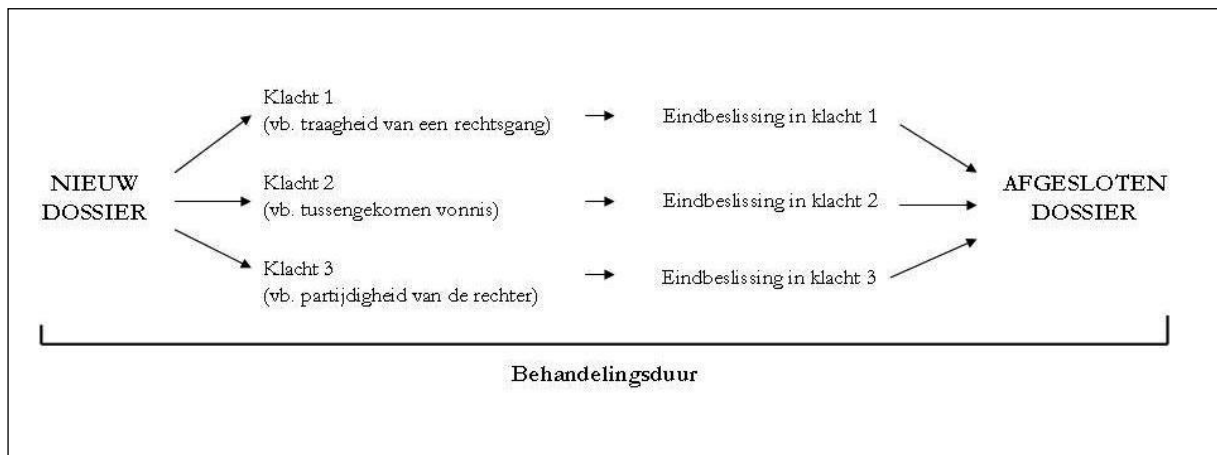 NIEUW
DOSSIER
Klacht 1
(vb. traagheid van een rechtsgang)
Eindbeslissing in klacht 1
Klacht 2
(vb. tussengekomen vonnis)
Eindbeslissing in klacht 2
Klacht 3
(vb. partijdigheid van de rechter)
Eindbeslissing in klacht 3
AFGESLOTEN
DOSSIER
Behandelingsduur